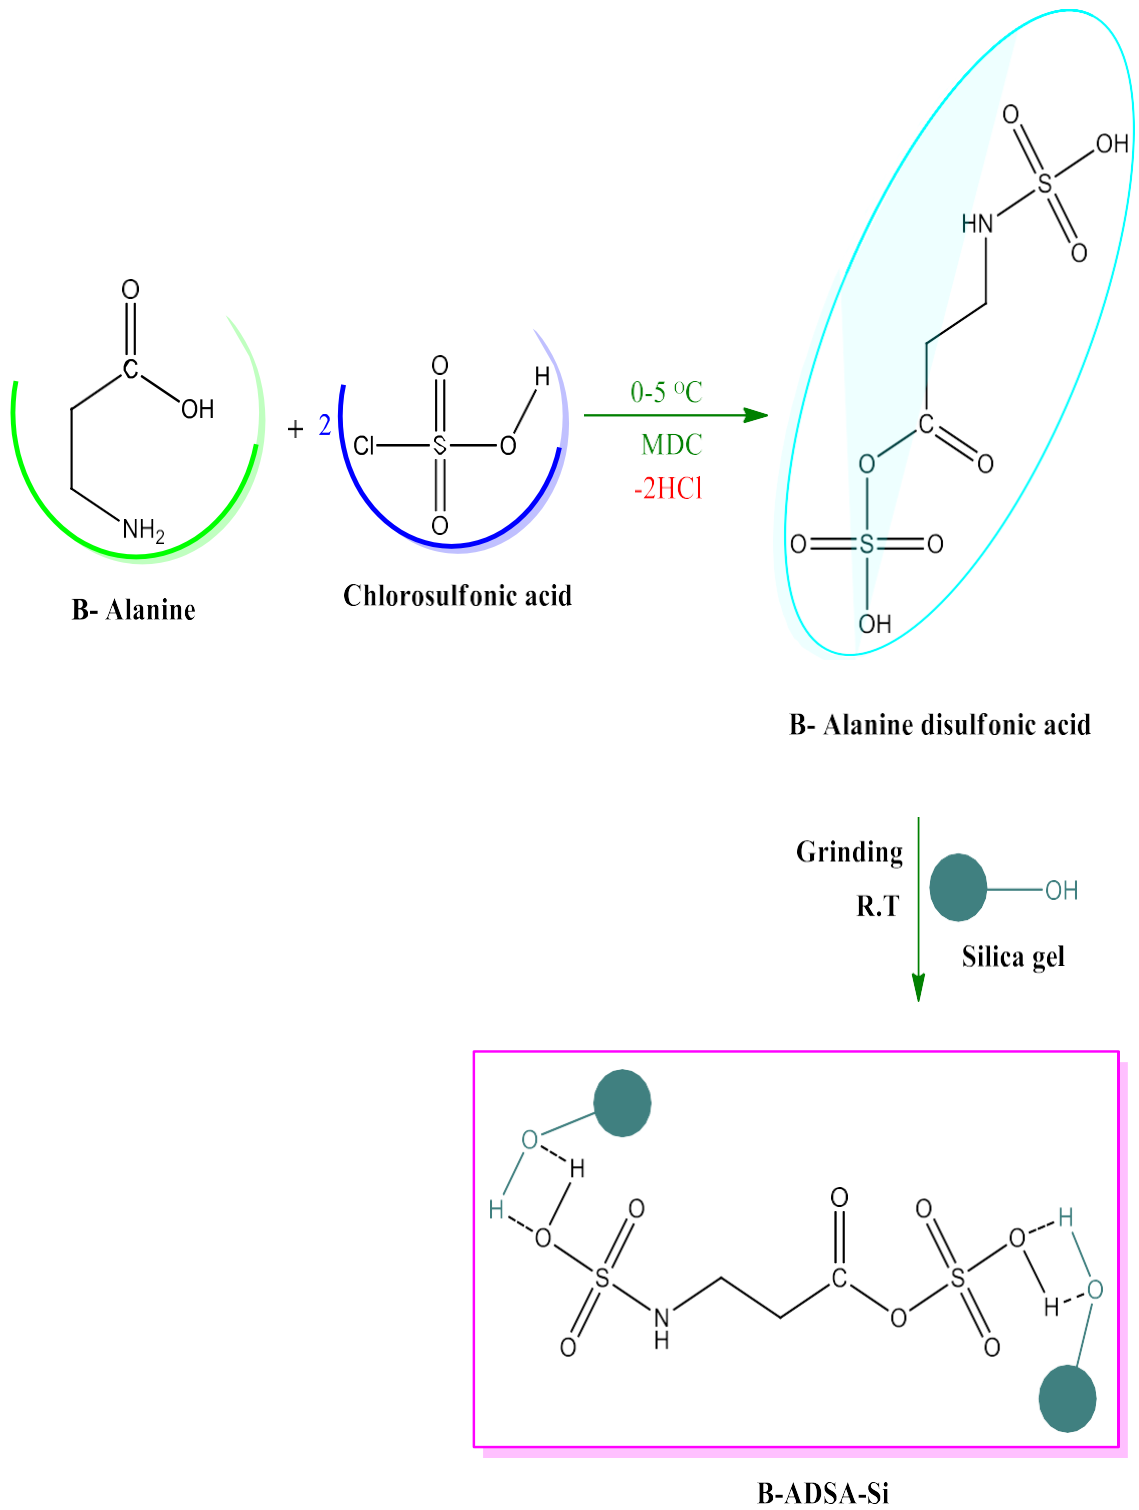 O
C
OH
NH2
B- Alanine
+
2
O
H
Cl
S
O
O
Chlorosulfonic acid
0-5 ᴼC
MDC
-2HCl
O
OH
S
HN
O
C
O
O
O
S
O
OH
B- Alanine disulfonic acid
Grinding
R.T
OH
Silica gel
O
H
H
O
O
S
O
N
H
O
C
O
O
S
O
O
H
H
O
B-ADSA-Si